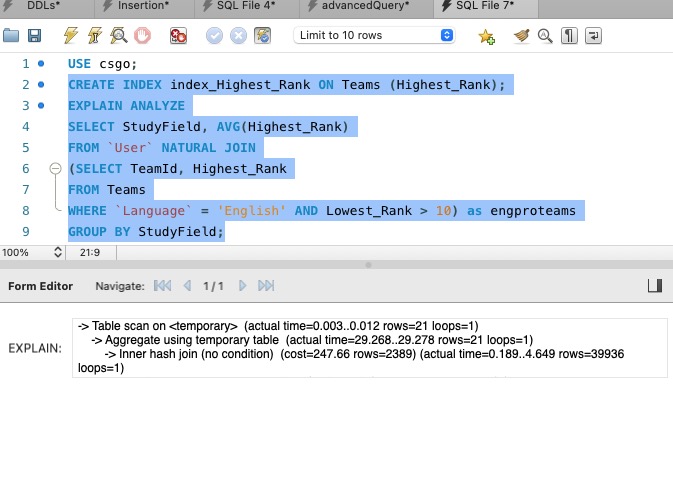 DDLs* Insertion* SQL File 4* advancedQuery* SQL File 7*
Limit to 10 rows
1 USE csgo;
2 CREATE INDEX index_Highest_Rank ON Teams (Highest_Rank);
3 EXPLAIN ANALYZE
4 SELECT StudyField, AVG(Highest_Rank)
5 FROM `User` NATURAL JOIN
6 (SELECT TeamId, Highest_Rank
7 FROM Teams
8 WHERE `Language` = 'English' AND Lowest_Rank > 10) as engproteams
9 GROUP BY StudyField;
100% 21:9
Form Editor Navigate: 1/1
EXPLAIN:
-> Table scan on <temporary> (actual time=0.003..0.012 rows=21 loops=1)
-> Aggregate using temporary table (actual time=29.268..29.278 rows=21 loops=1)
-> Inner hash join (no condition) (cost=247.66 rows=2389) (actual time=0.189..4.649 rows=39936
loops=1)